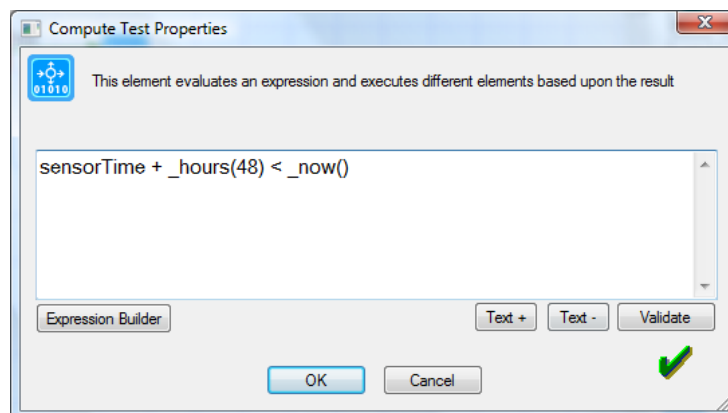 Compute Test Properties
X
01010
This element evaluates an expression and executes different elements based upon the result
sensorTime + _hours(48) < _now()
Expression Builder
Text +
Text -
Validate
OK
Cancel